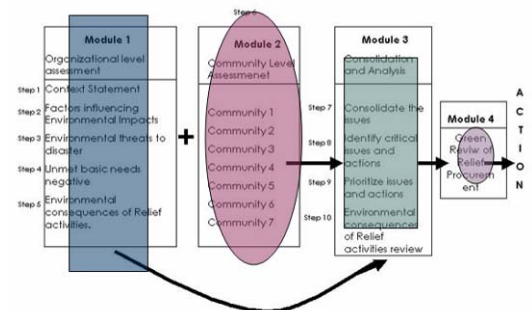 Step 6
Module 1
Organizational level
assessment
Step 1 Context Statement
Step 2 Factors influencing
Environmental Impacts
Step 3 Environmental threats to
disaster
Step 4 Unmet basic needs
negative
Step 5 Environmental
consequences of Relief
activities.
+
Module 2
Community Level
Assessmenet
Community 1
Community 2
Community 3
Community 4
Community 5
Community 6
Community 7
Module 3
Consolidation
and Analysis
Step 7 Consolidate the
issues
Step 8 Identify critical
issues and
actions
Step 9 Prioritize issues
and actions
Step 10 Environmental
consequences
of Relief
activities review
Module 4
Green
Reviw of
Relief
Procurem
ent
A
C
T
I
O
N